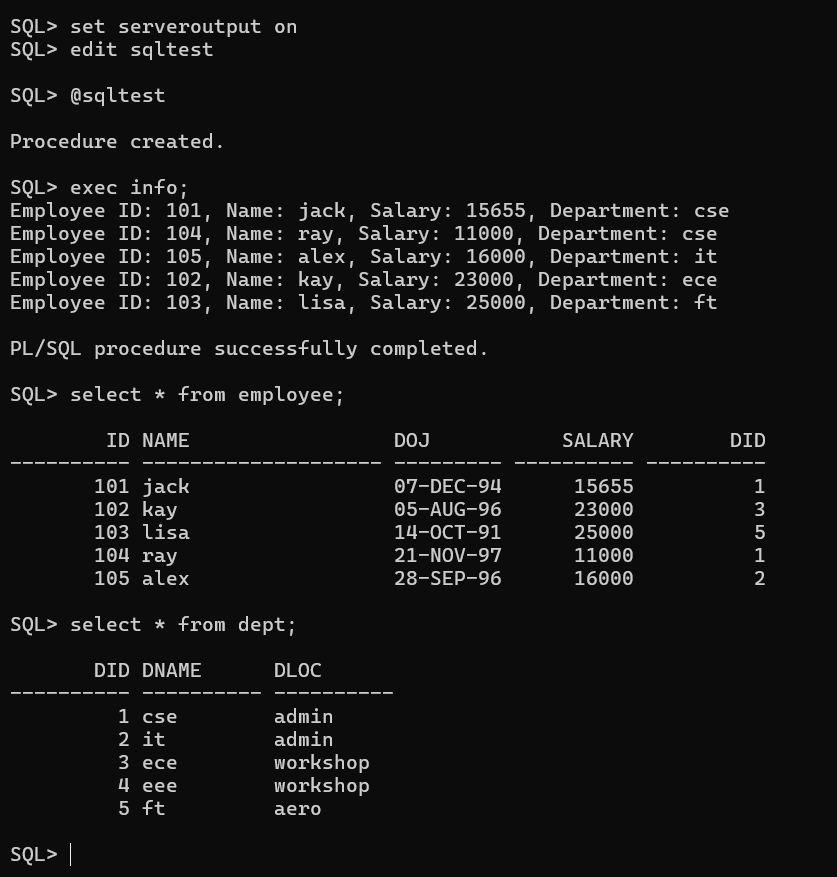 SQL> set serveroutput on
SQL> edit sqltest
SQL> @sqltest
Procedure created.
SQL> exec info;
Employee ID: 101, Name: jack, Salary: 15655, Department: cse
Employee ID: 104, Name: ray, Salary: 11000, Department: cse
Employee ID: 105, Name: alex, Salary: 16000, Department: it
Employee ID: 102, Name: kay, Salary: 23000, Department: ece
Employee ID: 103, Name: lisa, Salary: 25000, Department: ft
PL/SQL procedure successfully completed.
SQL> select * from employee;
        ID NAME                 DOJ           SALARY        DID
---------- -------------------- --------- ---------- ----------
       101 jack                 07-DEC-94      15655          1
       102 kay                  05-AUG-96      23000          3
       103 lisa                 14-OCT-91      25000          5
       104 ray                  21-NOV-97      11000          1
       105 alex                 28-SEP-96      16000          2
SQL> select * from dept;
       DID DNAME      DLOC
---------- ---------- ----------
         1 cse        admin
         2 it         admin
         3 ece        workshop
         4 eee        workshop
         5 ft         aero
SQL>